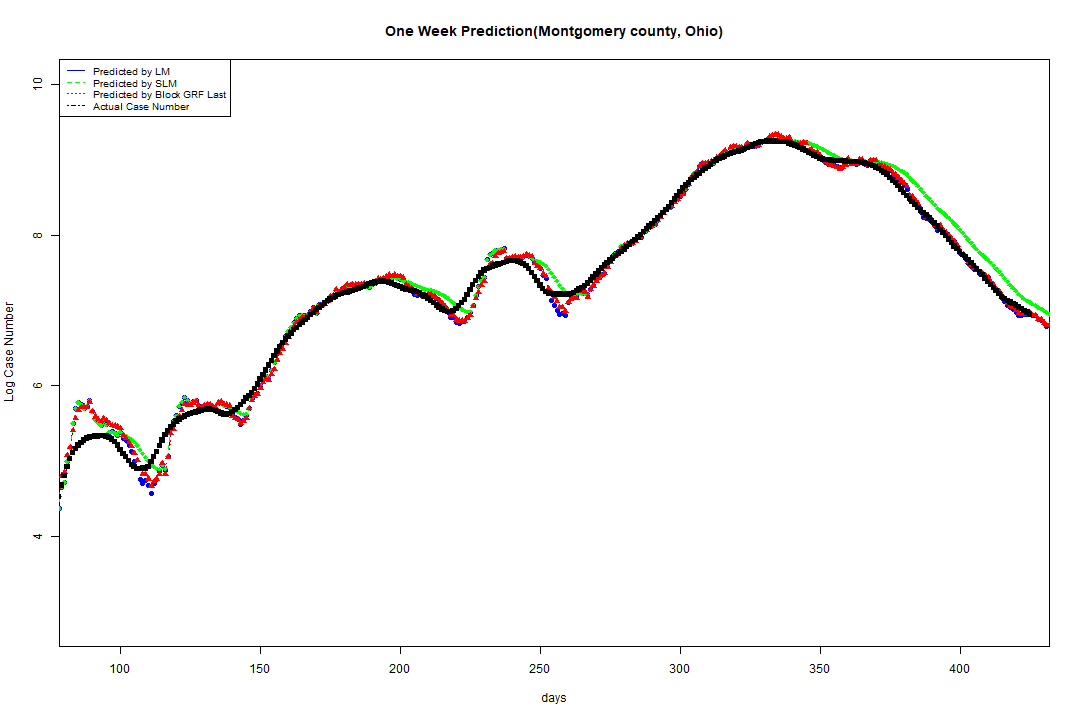 One Week Prediction(Montgomery county, Ohio)
Predicted by LM
Predicted by SLM
Predicted by Block GRF Last
Actual Case Number
10
8
6
4
Log Case Number
100 150 200 250 300 350 400
days